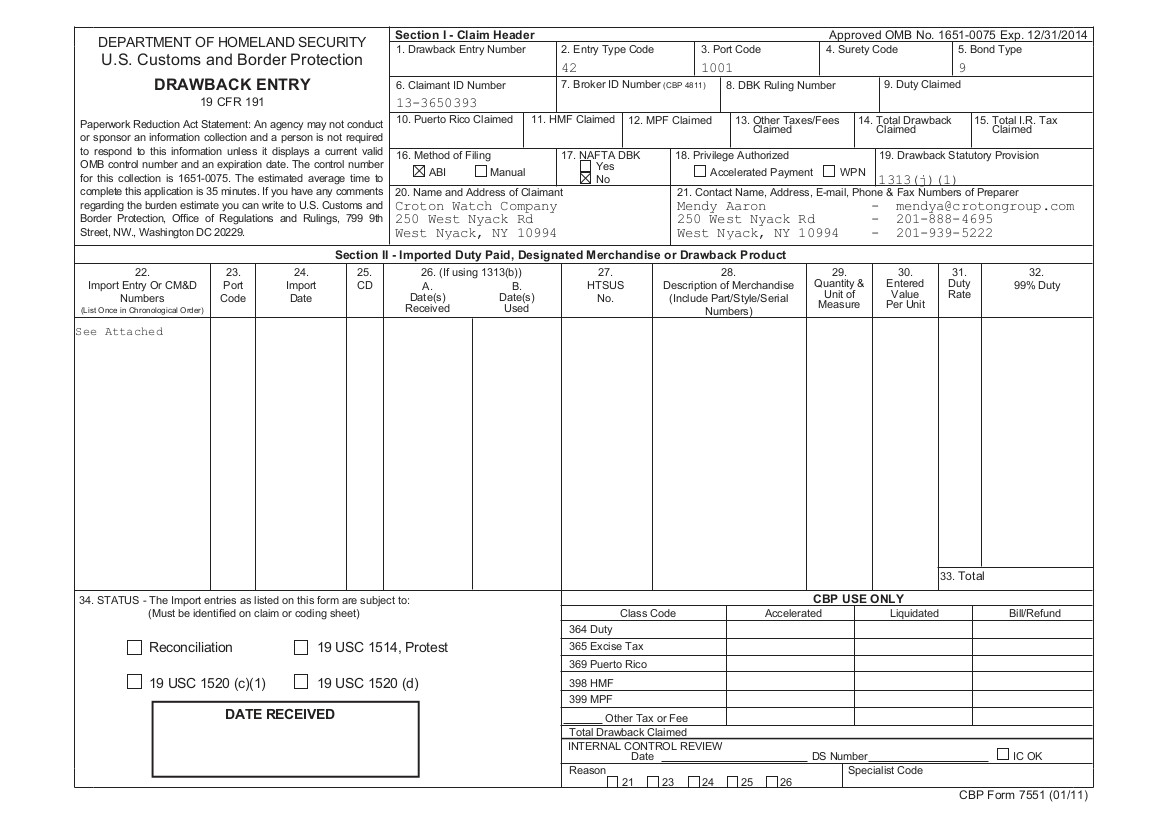 DEPARTMENT OF HOMELAND SECURITY
U.S. Customs and Border Protection
DRAWBACK ENTRY
19 CFR 191
Paperwork Reduction Act Statement: An agency may not conduct
or sponsor an information collection and a person is not required
to respond to this information unless it displays a current valid
OMB control number and an expiration date. The control number
for this collection is 1651-0075. The estimated average time to
complete this application is 35 minutes. If you have any comments
regarding the burden estimate you can write to U.S. Customs and
Border Protection, Office of Regulations and Rulings, 799 9th
Street, NW., Washington DC 20229.
Section I - Claim Header Approved OMB No. 1651-0075 Exp. 12/31/2014
1. Drawback Entry Number 2. Entry Type Code 3. Port Code 4. Surety Code 5. Bond Type
42 1001 9
6. Claimant ID Number 7. Broker ID Number (CBP 4811) 8. DBK Ruling Number 9. Duty Claimed
13-3650393
10. Puerto Rico Claimed 11. HMF Claimed 12. MPF Claimed 13. Other Taxes/Fees 14. Total Drawback 15. Total I.R. Tax
Claimed Claimed Claimed
16. Method of Filing 17. NAFTA DBK 18. Privilege Authorized 19. Drawback Statutory Provision
ABI Manual Yes Accelerated Payment WPN
No 1313(j)(1)
20. Name and Address of Claimant 21. Contact Name, Address, E-mail, Phone & Fax Numbers of Preparer
Croton Watch Company Mendy Aaron - mendya@crotongroup.com
250 West Nyack Rd 250 West Nyack Rd - 201-888-4695
West Nyack, NY 10994 West Nyack, NY 10994 - 201-939-5222
Section II - Imported Duty Paid, Designated Merchandise or Drawback Product
22. 23. 24. 25. 26. (If using 1313(b)) 27. 28. 29. 30. 31. 32.
Import Entry Or CM&D Port Import CD A. B. HTSUS Description of Merchandise Quantity & Entered Duty 99% Duty
Numbers Code Date Date(s) Date(s) No. (Include Part/Style/Serial Unit of Value Rate
(List Once in Chronological Order) Received Used Numbers) Measure Per Unit
See Attached
33. Total
34. STATUS - The Import entries as listed on this form are subject to:
(Must be identified on claim or coding sheet)
Reconciliation 19 USC 1514, Protest
19 USC 1520 (c)(1) 19 USC 1520 (d)
DATE RECEIVED
CBP USE ONLY
Class Code Accelerated Liquidated Bill/Refund
364 Duty
365 Excise Tax
369 Puerto Rico
398 HMF
399 MPF
______ Other Tax or Fee
Total Drawback Claimed
INTERNAL CONTROL REVIEW
Date DS Number IC OK
Reason 21 23 24 25 26 Specialist Code
CBP Form 7551 (01/11)